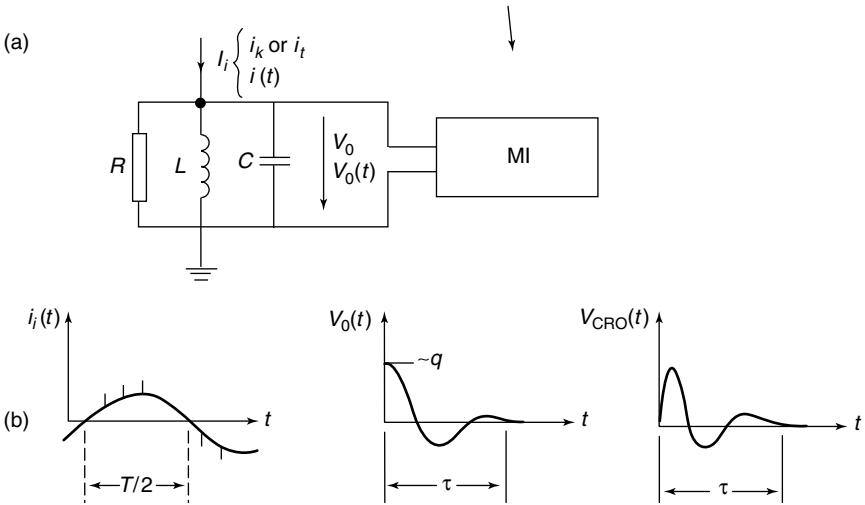 (a)
I_i { i_k or i_t
i(t)
R
L
C
V_0
V_0(t)
MI
(b)
i_i(t)
t
T/2
V_0(t)
~q
t
τ
V_CRO(t)
t
τ